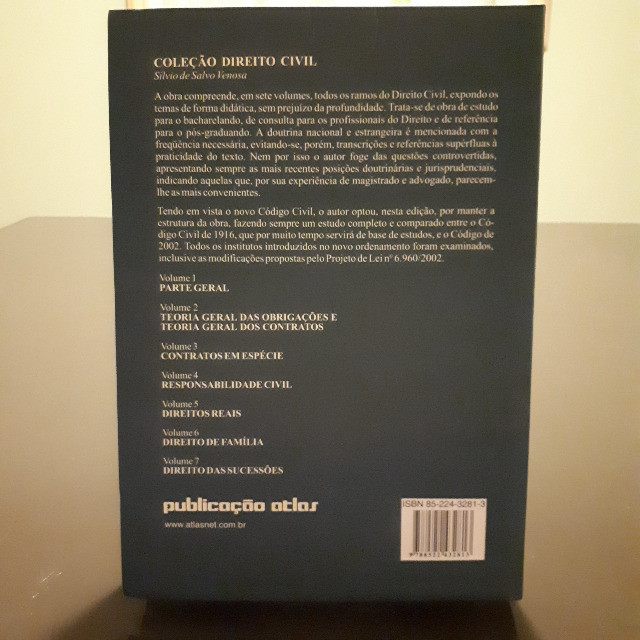 COLEÇÃO DIREITO CIVIL
Sílvio de Salvo Venosa
A obra compreende, em sete volumes, todos os ramos do Direito Civil, expondo os
temas de forma didática, sem prejuízo da profundidade. Trata-se de obra de estudo
para o bacharelando, de consulta para os profissionais do Direito e de referência
para o pós-graduando. A doutrina nacional e estrangeira é mencionada com a
freqüência necessária, evitando-se, porém, transcrições e referências supérfluas à
praticidade do texto. Nem por isso o autor foge das questões controvertidas,
apresentando sempre as mais recentes posições doutrinárias e jurisprudenciais,
indicando aquelas que, por sua experiência de magistrado e advogado, parecem-
lhe as mais convenientes.
Tendo em vista o novo Código Civil, o autor optou, nesta edição, por manter a
estrutura da obra, fazendo sempre um estudo completo e comparado entre o Có-
digo Civil de 1916, que por muito tempo servirá de base de estudos, e o Código de
2002. Todos os institutos introduzidos no novo ordenamento foram examinados,
inclusive as modificações propostas pelo Projeto de Lei nº 6.960/2002.
Volume 1
PARTE GERAL
Volume 2
TEORIA GERAL DAS OBRIGAÇÕES E
TEORIA GERAL DOS CONTRATOS
Volume 3
CONTRATOS EM ESPÉCIE
Volume 4
RESPONSABILIDADE CIVIL
Volume 5
DIREITOS REAIS
Volume 6
DIREITO DE FAMÍLIA
Volume 7
DIREITO DAS SUCESSÕES
publicação atlas
www.atlasnet.com.br
ISBN 85-224-3281-3